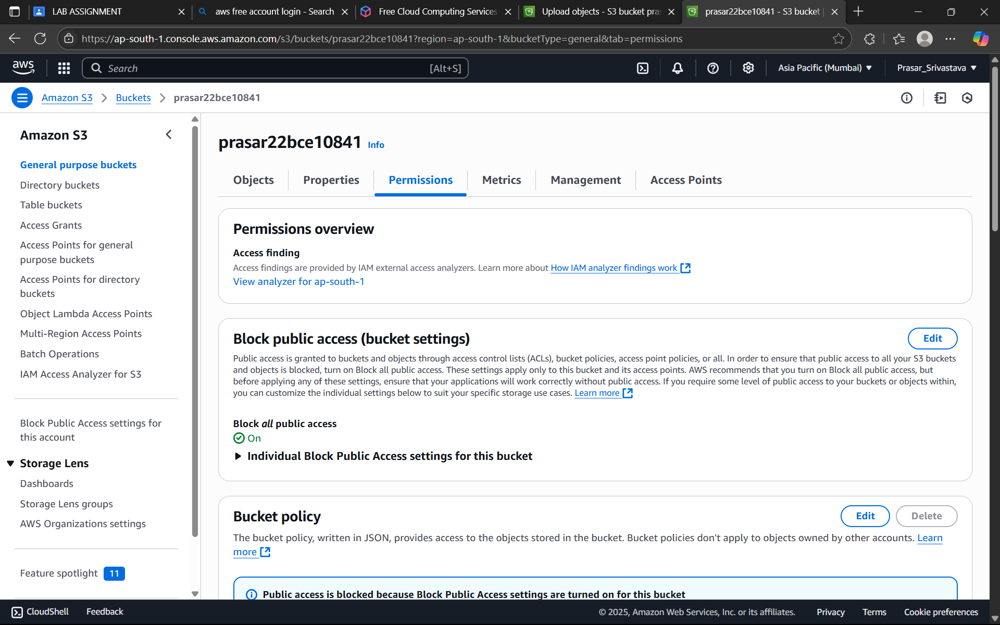 LAB ASSIGNMENT
aws free account login - Search
Free Cloud Computing Services
Upload objects - S3 bucket pras
prasar22bce10841 - S3 bucket
https://ap-south-1.console.aws.amazon.com/s3/buckets/prasar22bce10841?region=ap-south-1&bucketType=general&tab=permissions
aws
Search
[Alt+S]
Asia Pacific (Mumbai)
Prasar_Srivastava
Amazon S3
Buckets
prasar22bce10841
Amazon S3
General purpose buckets
Directory buckets
Table buckets
Access Grants
Access Points for general
purpose buckets
Access Points for directory
buckets
Object Lambda Access Points
Multi-Region Access Points
Batch Operations
IAM Access Analyzer for S3
Block Public Access settings for
this account
Storage Lens
Dashboards
Storage Lens groups
AWS Organizations settings
Feature spotlight 11
prasar22bce10841 Info
Objects
Properties
Permissions
Metrics
Management
Access Points
Permissions overview
Access finding
Access findings are provided by IAM external access analyzers. Learn more about How IAM analyzer findings work
View analyzer for ap-south-1
Block public access (bucket settings)
Edit
Public access is granted to buckets and objects through access control lists (ACLs), bucket policies, access point policies, or all. In order to ensure that public access to all your S3 buckets
and objects is blocked, turn on Block all public access. These settings apply only to this bucket and its access points. AWS recommends that you turn on Block all public access, but
before applying any of these settings, ensure that your applications will work correctly without public access. If you require some level of public access to your buckets or objects within,
you can customize the individual settings below to suit your specific storage use cases. Learn more
Block all public access
On
Individual Block Public Access settings for this bucket
Bucket policy
Edit
Delete
The bucket policy, written in JSON, provides access to the objects stored in the bucket. Bucket policies don't apply to objects owned by other accounts. Learn
more
Public access is blocked because Block Public Access settings are turned on for this bucket
CloudShell
Feedback
© 2025, Amazon Web Services, Inc. or its affiliates.
Privacy
Terms
Cookie preferences